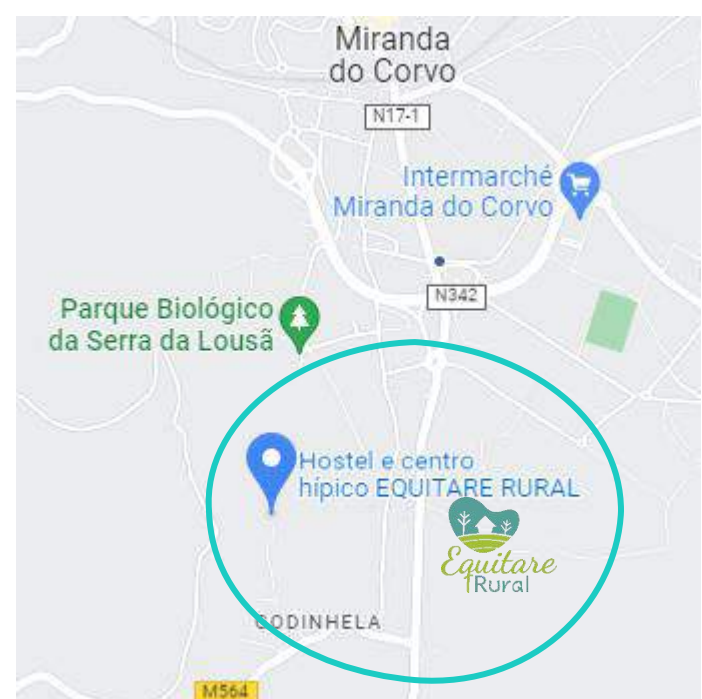 Miranda
do Corvo
N17-1
Intermarché
Miranda do Corvo
N342
Parque Biológico
da Serra da Lousã
Hostel e centro
hípico EQUITARE RURAL
Equitare
Rural
GODINHELA
M564